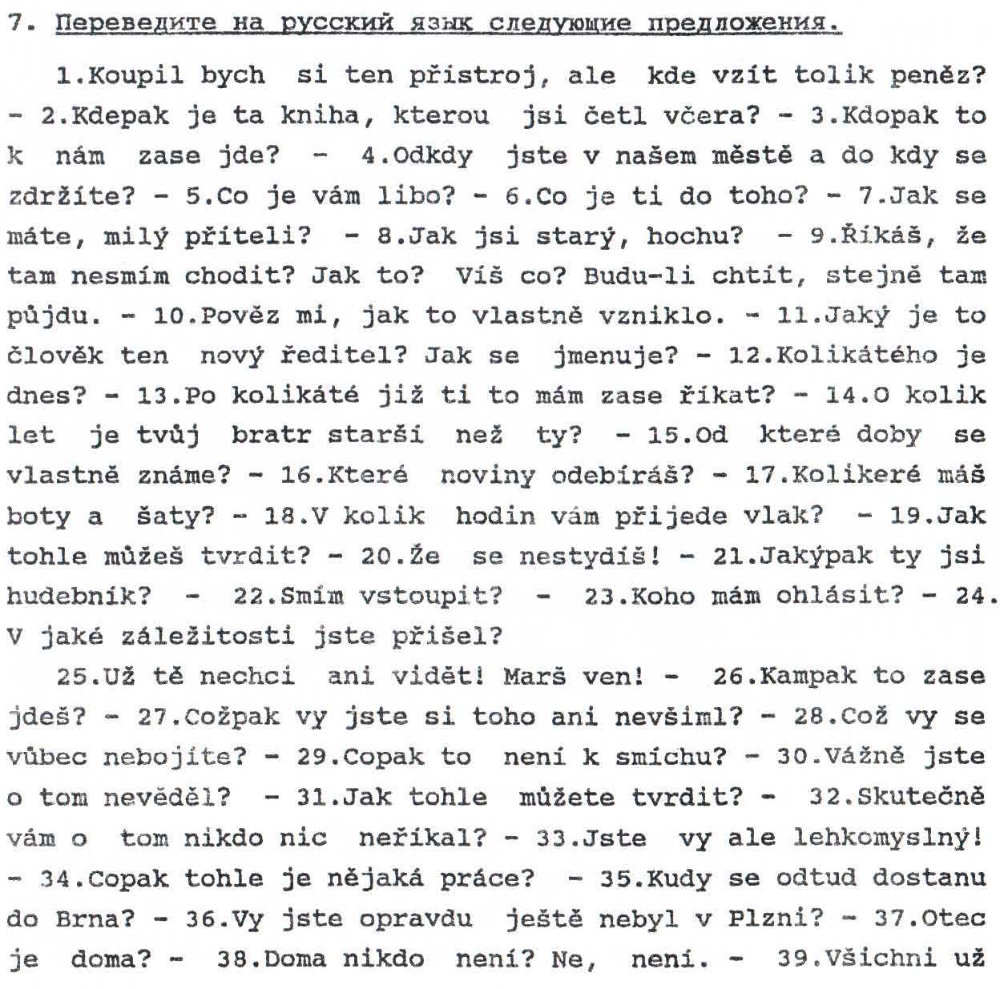 7. Переведите на русский язык следующие предложения.
1.Koupil bych si ten přístroj, ale kde vzít tolik peněz?
- 2.Kdepak je ta kniha, kterou jsi četl včera? - 3.Kdopak to
k nám zase jde? - 4.Odkdy jste v našem městě a do kdy se
zdržíte? - 5.Co je vám libo? - 6.Co je ti do toho? - 7.Jak se
máte, milý příteli? - 8.Jak jsi starý, hochu? - 9.Říkáš, že
tam nesmím chodit? Jak to? Víš co? Budu-li chtít, stejně tam
půjdu. - 10.Pověz mi, jak to vlastně vzniklo. - 11.Jaký je to
člověk ten nový ředitel? Jak se jmenuje? - 12.Kolikátého je
dnes? - 13.Po kolikáté již ti to mám zase říkat? - 14.O kolik
let je tvůj bratr starší než ty? - 15.Od které doby se
vlastně známe? - 16.Které noviny odebíráš? - 17.Kolikeré máš
boty a šaty? - 18.V kolik hodin vám přijede vlak? - 19.Jak
tohle můžeš tvrdit? - 20.Že se nestydíš! - 21.Jakýpak ty jsi
hudebník? - 22.Smím vstoupit? - 23.Koho mám ohlásit? - 24.
V jaké záležitosti jste přišel?
25.Už tě nechci ani vidět! Marš ven! - 26.Kampak to zase
jdeš? - 27.Cožpak vy jste si toho ani nevšiml? - 28.Což vy se
vůbec nebojíte? - 29.Copak to není k smíchu? - 30.Vážně jste
o tom nevěděl? - 31.Jak tohle můžete tvrdit? - 32.Skutečně
vám o tom nikdo nic neříkal? - 33.Jste vy ale lehkomyslný!
- 34.Copak tohle je nějaká práce? - 35.Kudy se odtud dostanu
do Brna? - 36.Vy jste opravdu ještě nebyl v Plzni? - 37.Otec
je doma? - 38.Doma nikdo není? Ne, není. - 39.Všichni už